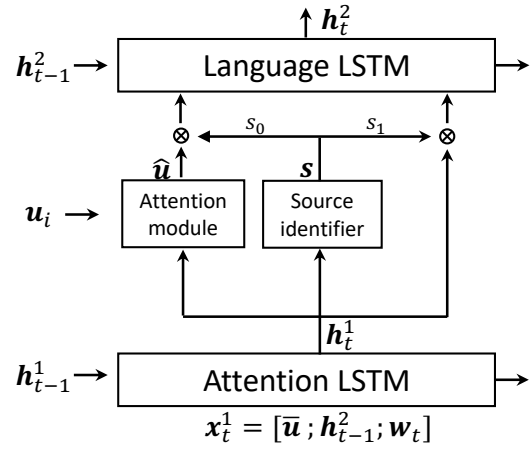 h_t^2
h_{t-1}^2
Language LSTM
s_0
s_1
û
s
u_i
Attention
module
Source
identifier
h_t^1
h_{t-1}^1
Attention LSTM
x_t^1 = [ū ; h_{t-1}^2; w_t]